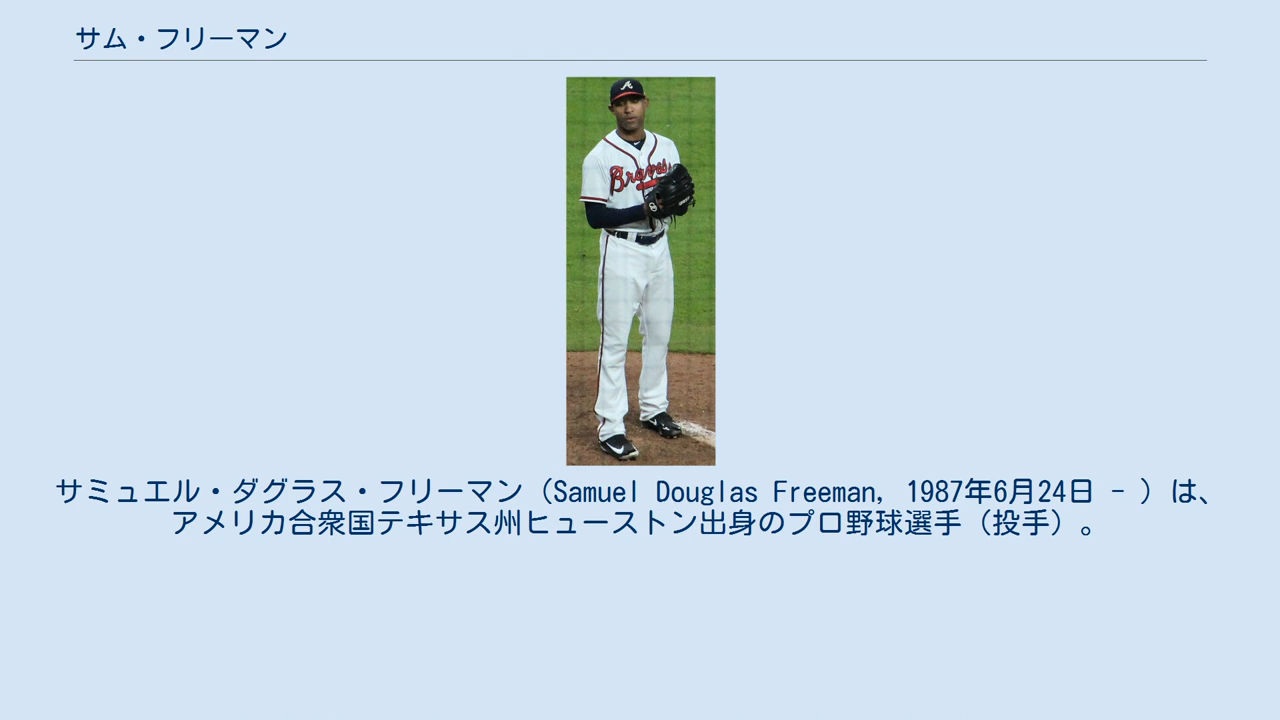 サム・フリーマン
Braves
サミュエル・ダグラス・フリーマン（Samuel Douglas Freeman, 1987年6月24日 - ）は、
アメリカ合衆国テキサス州ヒューストン出身のプロ野球選手（投手）。